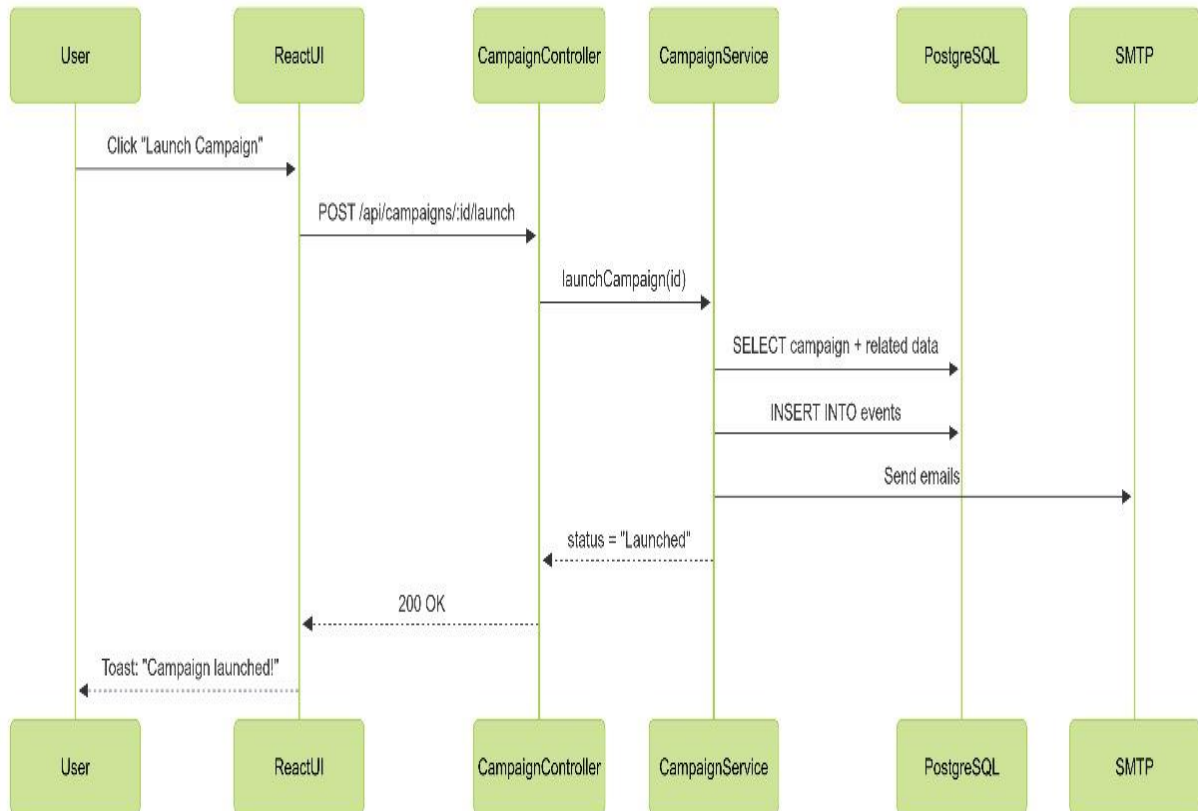 User
ReactUI
CampaignController
CampaignService
PostgreSQL
SMTP
Click "Launch Campaign"
POST /api/campaigns/:id/launch
launchCampaign(id)
SELECT campaign + related data
INSERT INTO events
Send emails
status = "Launched"
200 OK
Toast: "Campaign launched!"
User
ReactUI
CampaignController
CampaignService
PostgreSQL
SMTP